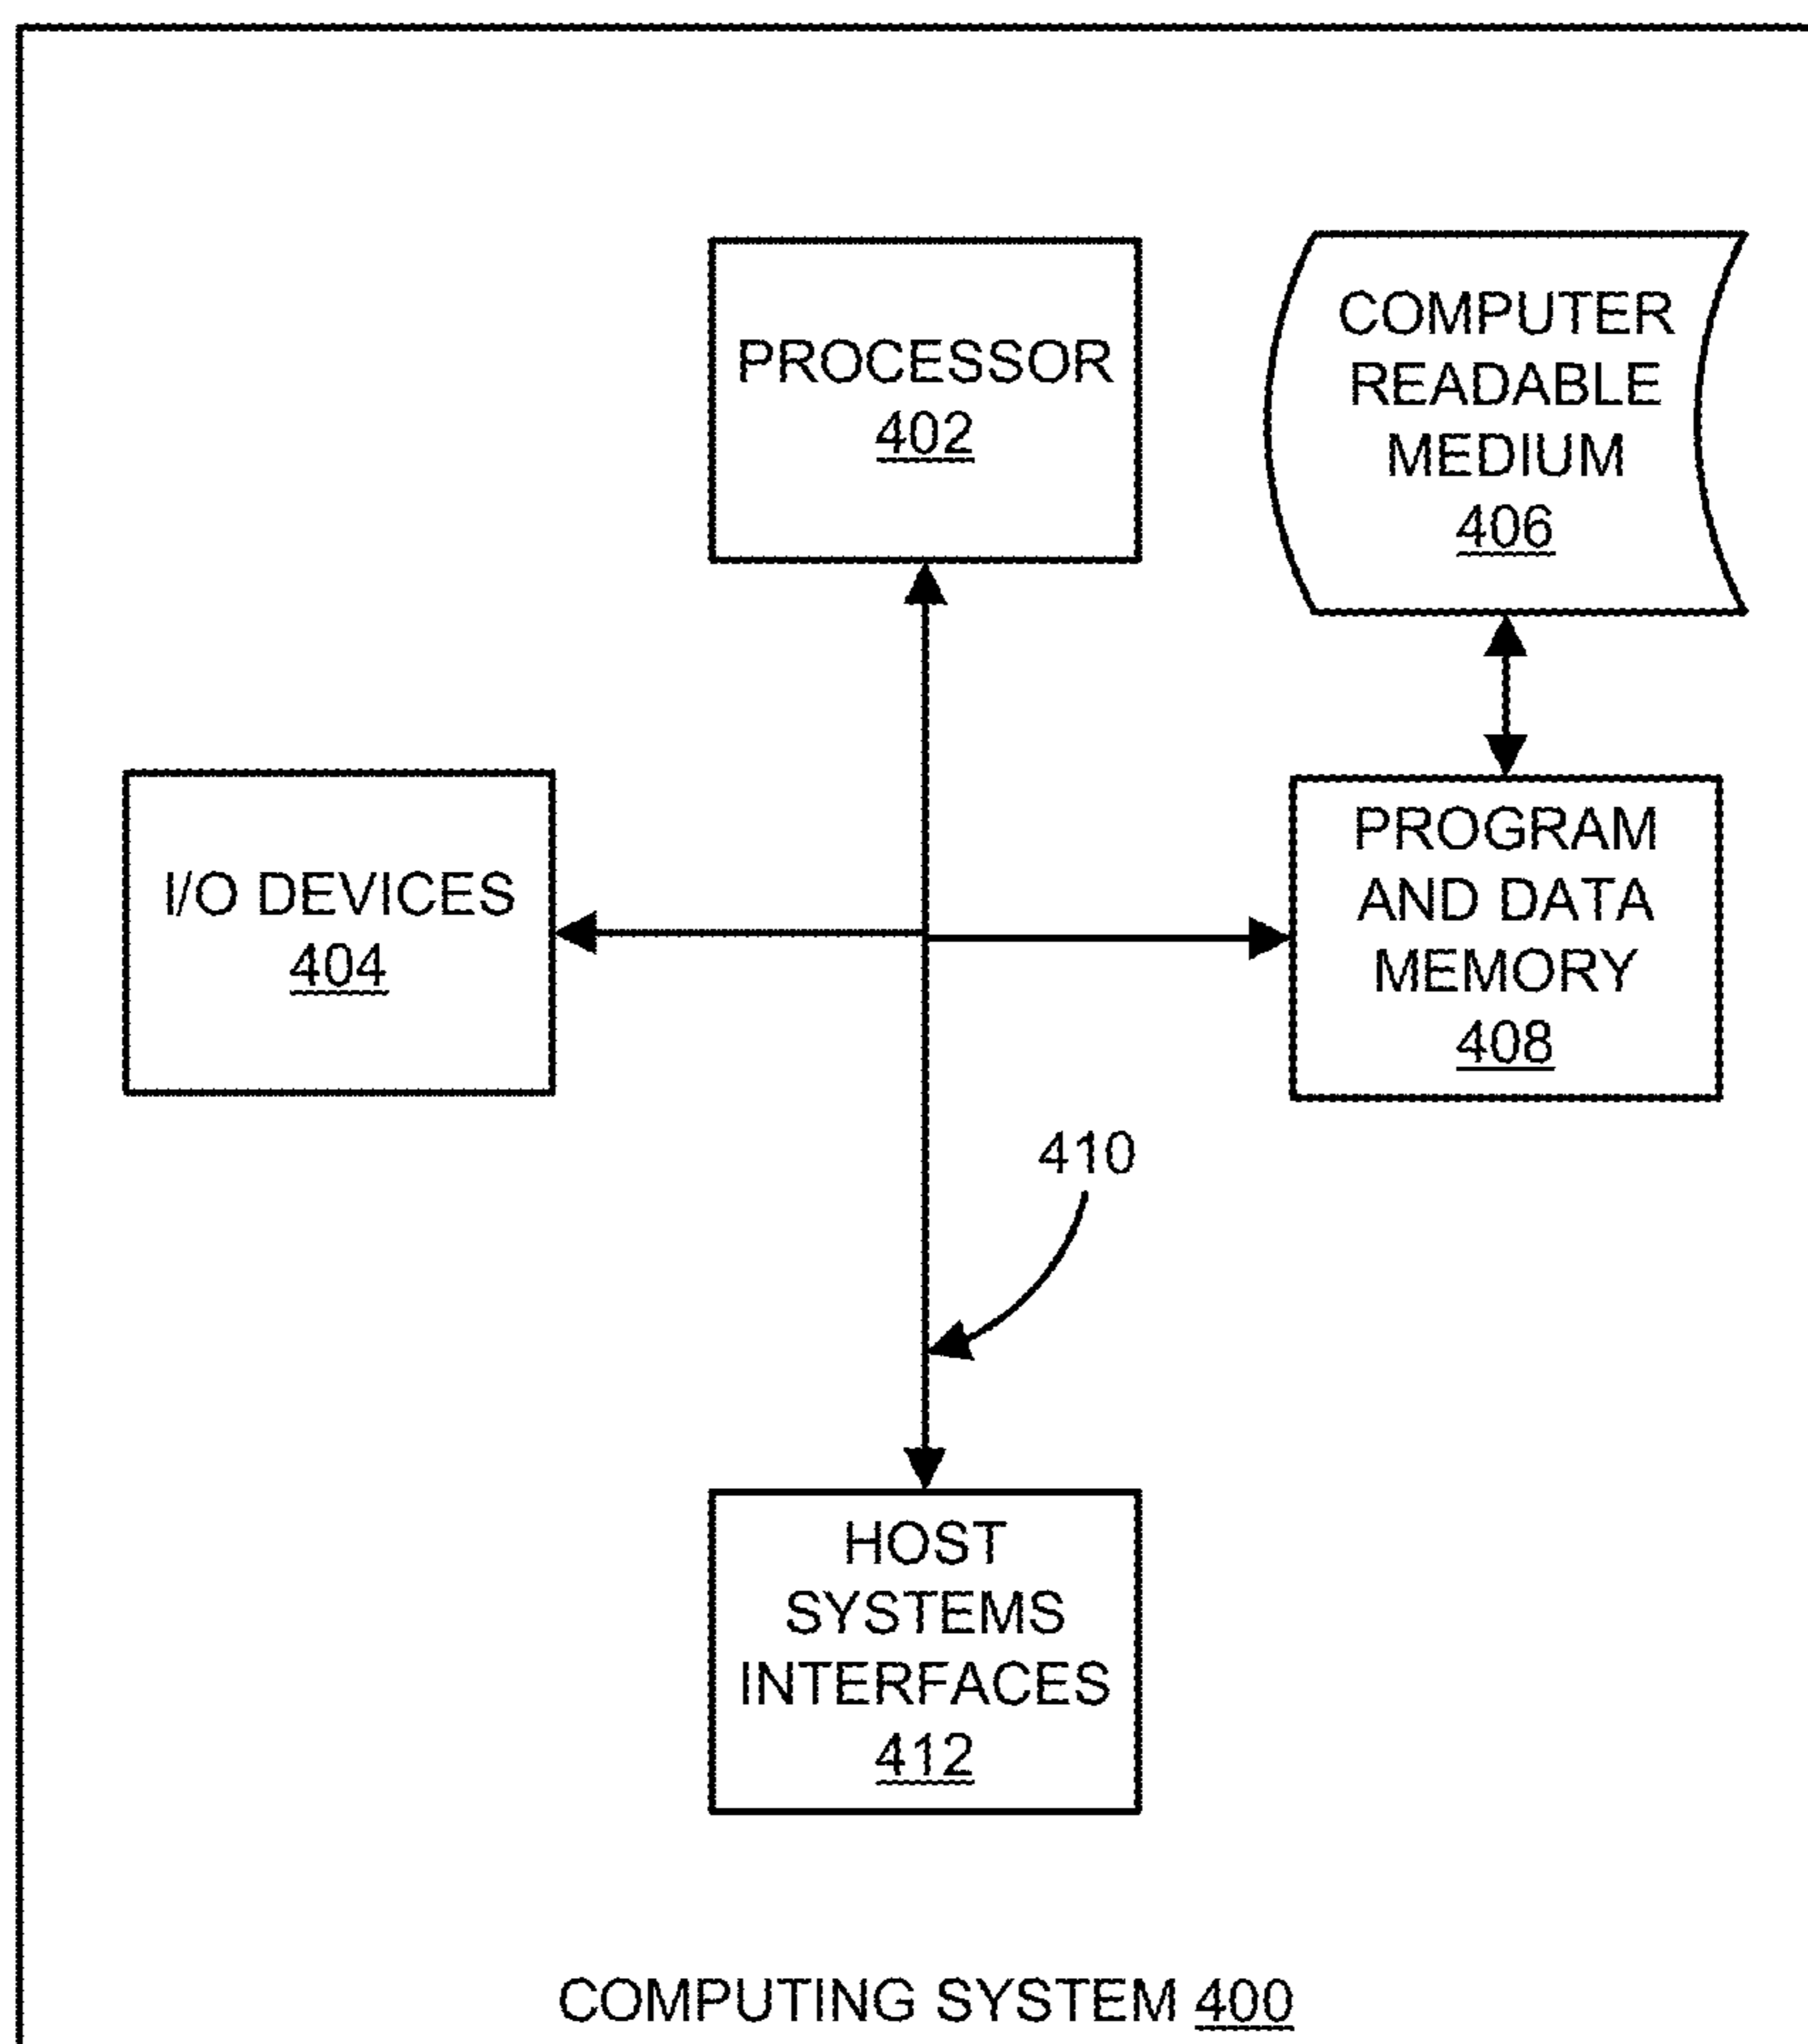 PROCESSOR
402
COMPUTER
READABLE
MEDIUM
406
I/O DEVICES
404
PROGRAM
AND DATA
MEMORY
408
410
HOST
SYSTEMS
INTERFACES
412
COMPUTING SYSTEM 400